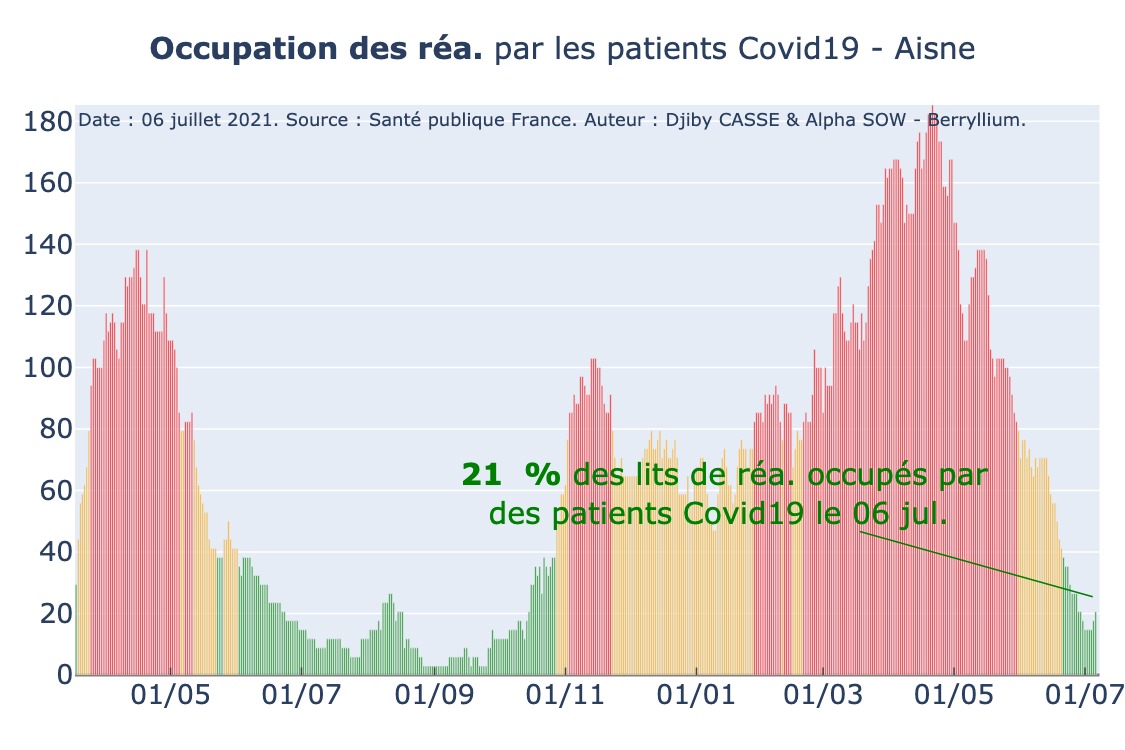 Occupation des réa. par les patients Covid19 - Aisne
Date : 06 juillet 2021. Source : Santé publique France. Auteur : Djiby CASSE & Alpha SOW - Berryllium.
180
160
140
120
100
80
60
40
20
0
21 % des lits de réa. occupés par
des patients Covid19 le 06 jul.
01/05 01/07 01/09 01/11 01/01 01/03 01/05 01/07